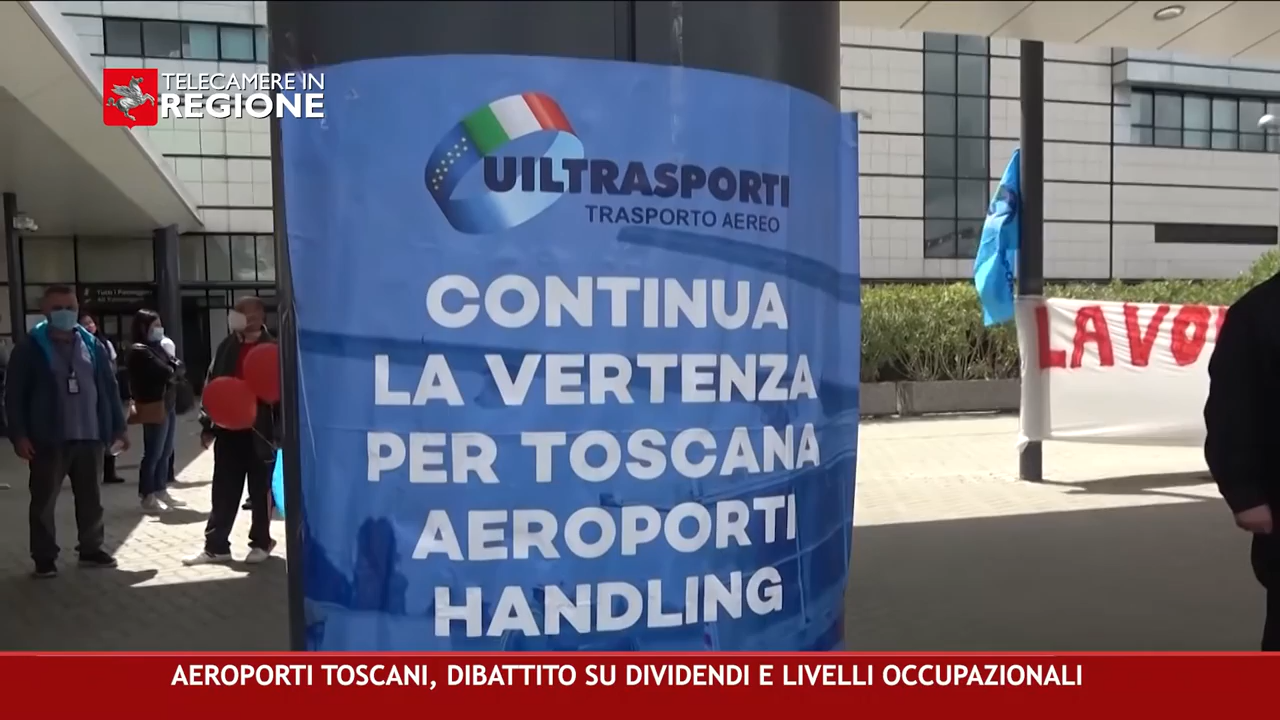 TELECAMERE IN
REGIONE
UILTRASPORTI
TRASPORTO AEREO
CONTINUA
LA VERTENZA
PER TOSCANA
AEROPORTI
HANDLING
LAVO
AEROPORTI TOSCANI, DIBATTITO SU DIVIDENDI E LIVELLI OCCUPAZIONALI